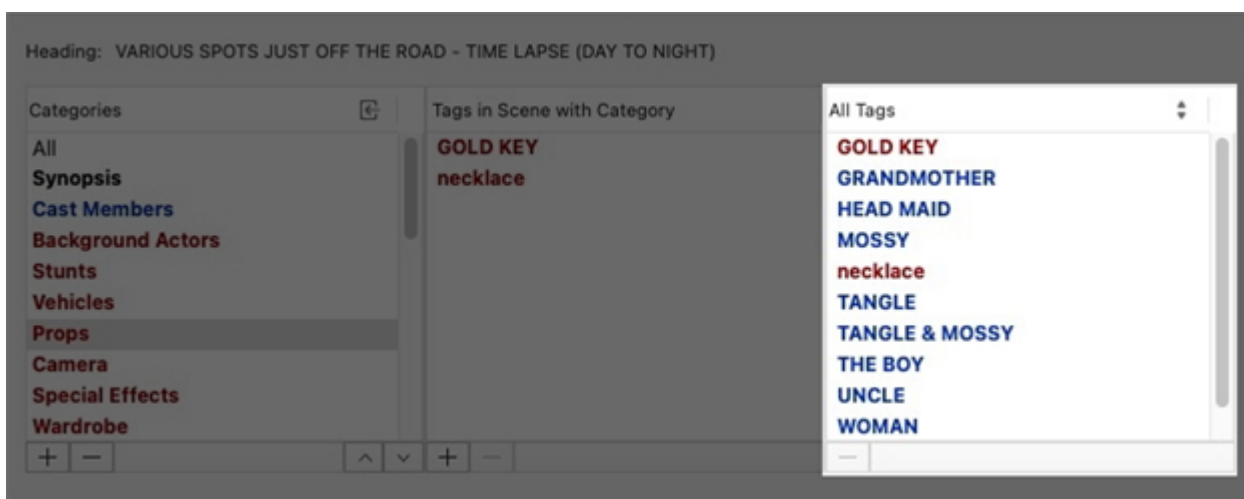 Heading: VARIOUS SPOTS JUST OFF THE ROAD - TIME LAPSE (DAY TO NIGHT)
Categories
All
Synopsis
Cast Members
Background Actors
Stunts
Vehicles
Props
Camera
Special Effects
Wardrobe
Tags in Scene with Category
GOLD KEY
necklace
All Tags
GOLD KEY
GRANDMOTHER
HEAD MAID
MOSSY
necklace
TANGLE
TANGLE & MOSSY
THE BOY
UNCLE
WOMAN